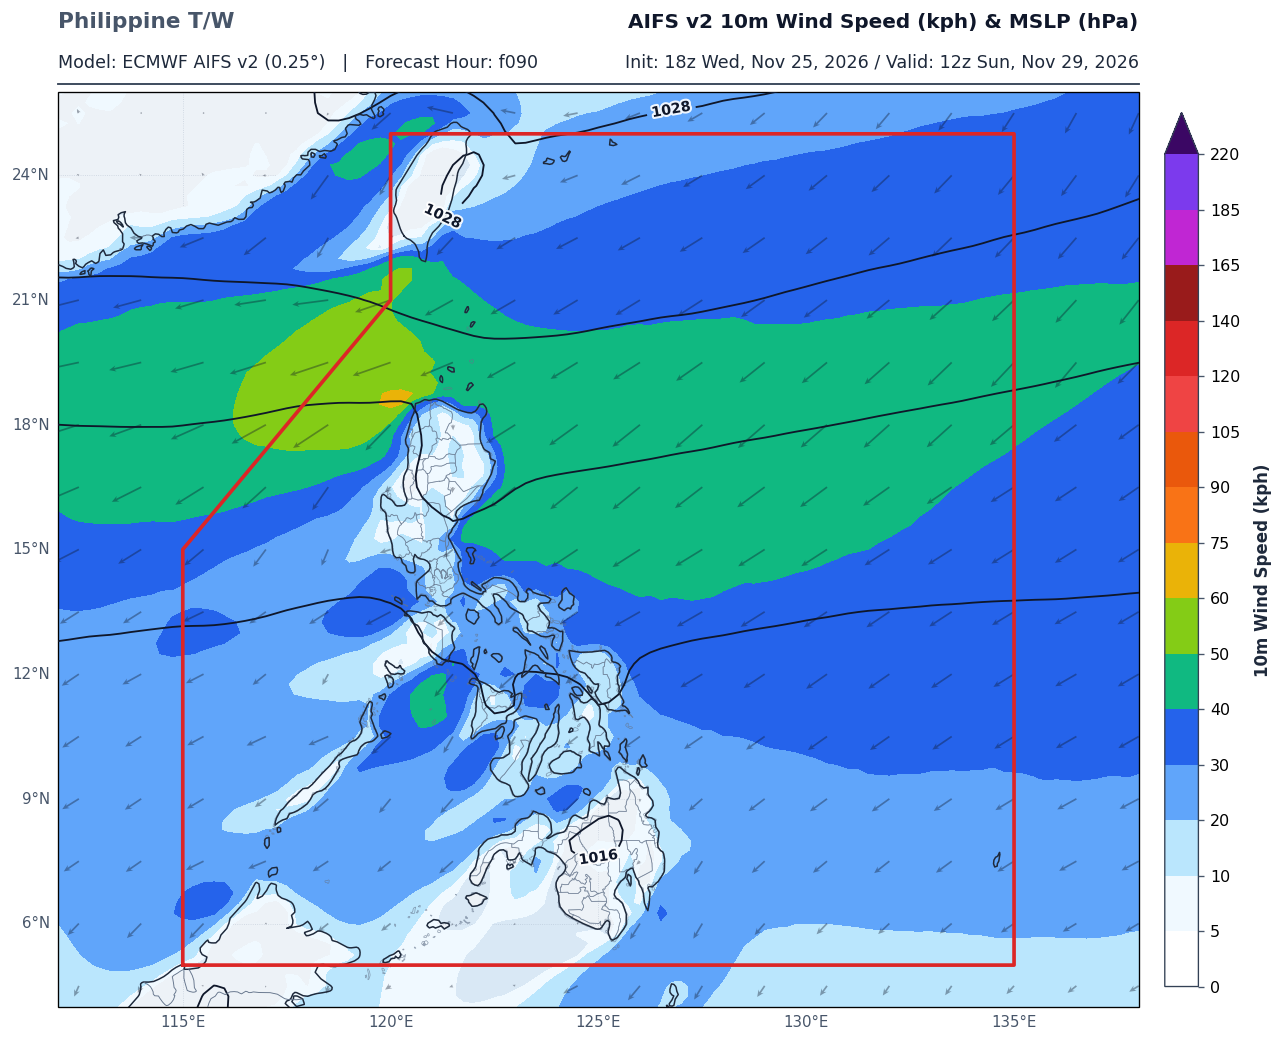 Philippine T/W
AIFS v2 10m Wind Speed (kph) & MSLP (hPa)
Model: ECMWF AIFS v2 (0.25°) | Forecast Hour: f090
Init: 18z Wed, Nov 25, 2026 / Valid: 12z Sun, Nov 29, 2026
1028
1028
1016
24°N
21°N
18°N
15°N
12°N
9°N
6°N
115°E
120°E
125°E
130°E
135°E
220
185
165
140
120
105
90
75
60
50
40
30
20
10
5
0
10m Wind Speed (kph)